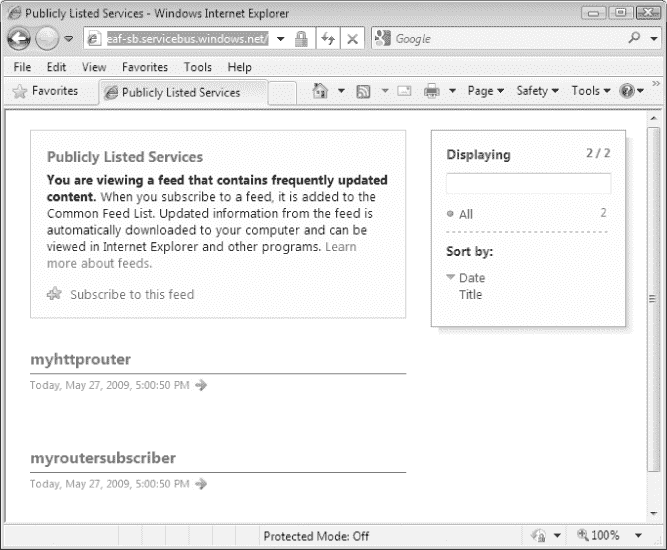 Publicly Listed Services - Windows Internet Explorer
eaf-sb.servicebus.windows.net/
Google
File Edit View Favorites Tools Help
Favorites
Publicly Listed Services
Page
Safety
Tools
Publicly Listed Services
You are viewing a feed that contains frequently updated
content. When you subscribe to a feed, it is added to the
Common Feed List. Updated information from the feed is
automatically downloaded to your computer and can be
viewed in Internet Explorer and other programs. Learn
more about feeds.
Subscribe to this feed
Displaying 2 / 2
All 2
Sort by:
Date
Title
myhttprouter
Today, May 27, 2009, 5:00:50 PM
myroutersubscriber
Today, May 27, 2009, 5:00:50 PM
Protected Mode: Off
100%